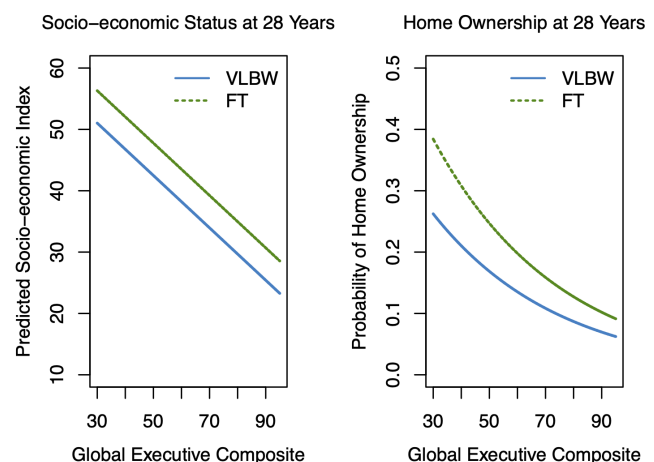 Socio−economic Status at 28 Years
Predicted Socio−economic Index
60
50
40
30
20
10
VLBW
FT
30 50 70 90
Global Executive Composite
Home Ownership at 28 Years
Probability of Home Ownership
0.5
0.4
0.3
0.2
0.1
0.0
VLBW
FT
30 50 70 90
Global Executive Composite